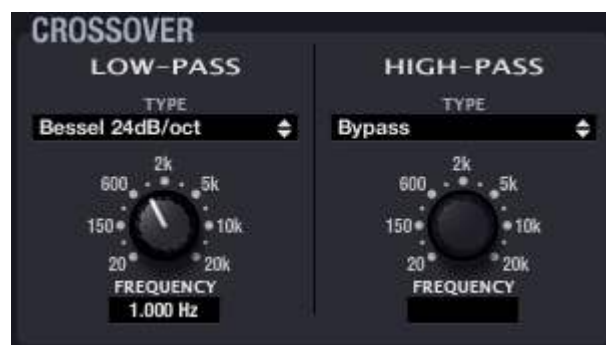 CROSSOVER
LOW-PASS
TYPE
Bessel 24dB/oct
2k
600
5k
150
10k
20
20k
FREQUENCY
1.000 Hz
HIGH-PASS
TYPE
Bypass
2k
600
5k
150
10k
20
20k
FREQUENCY